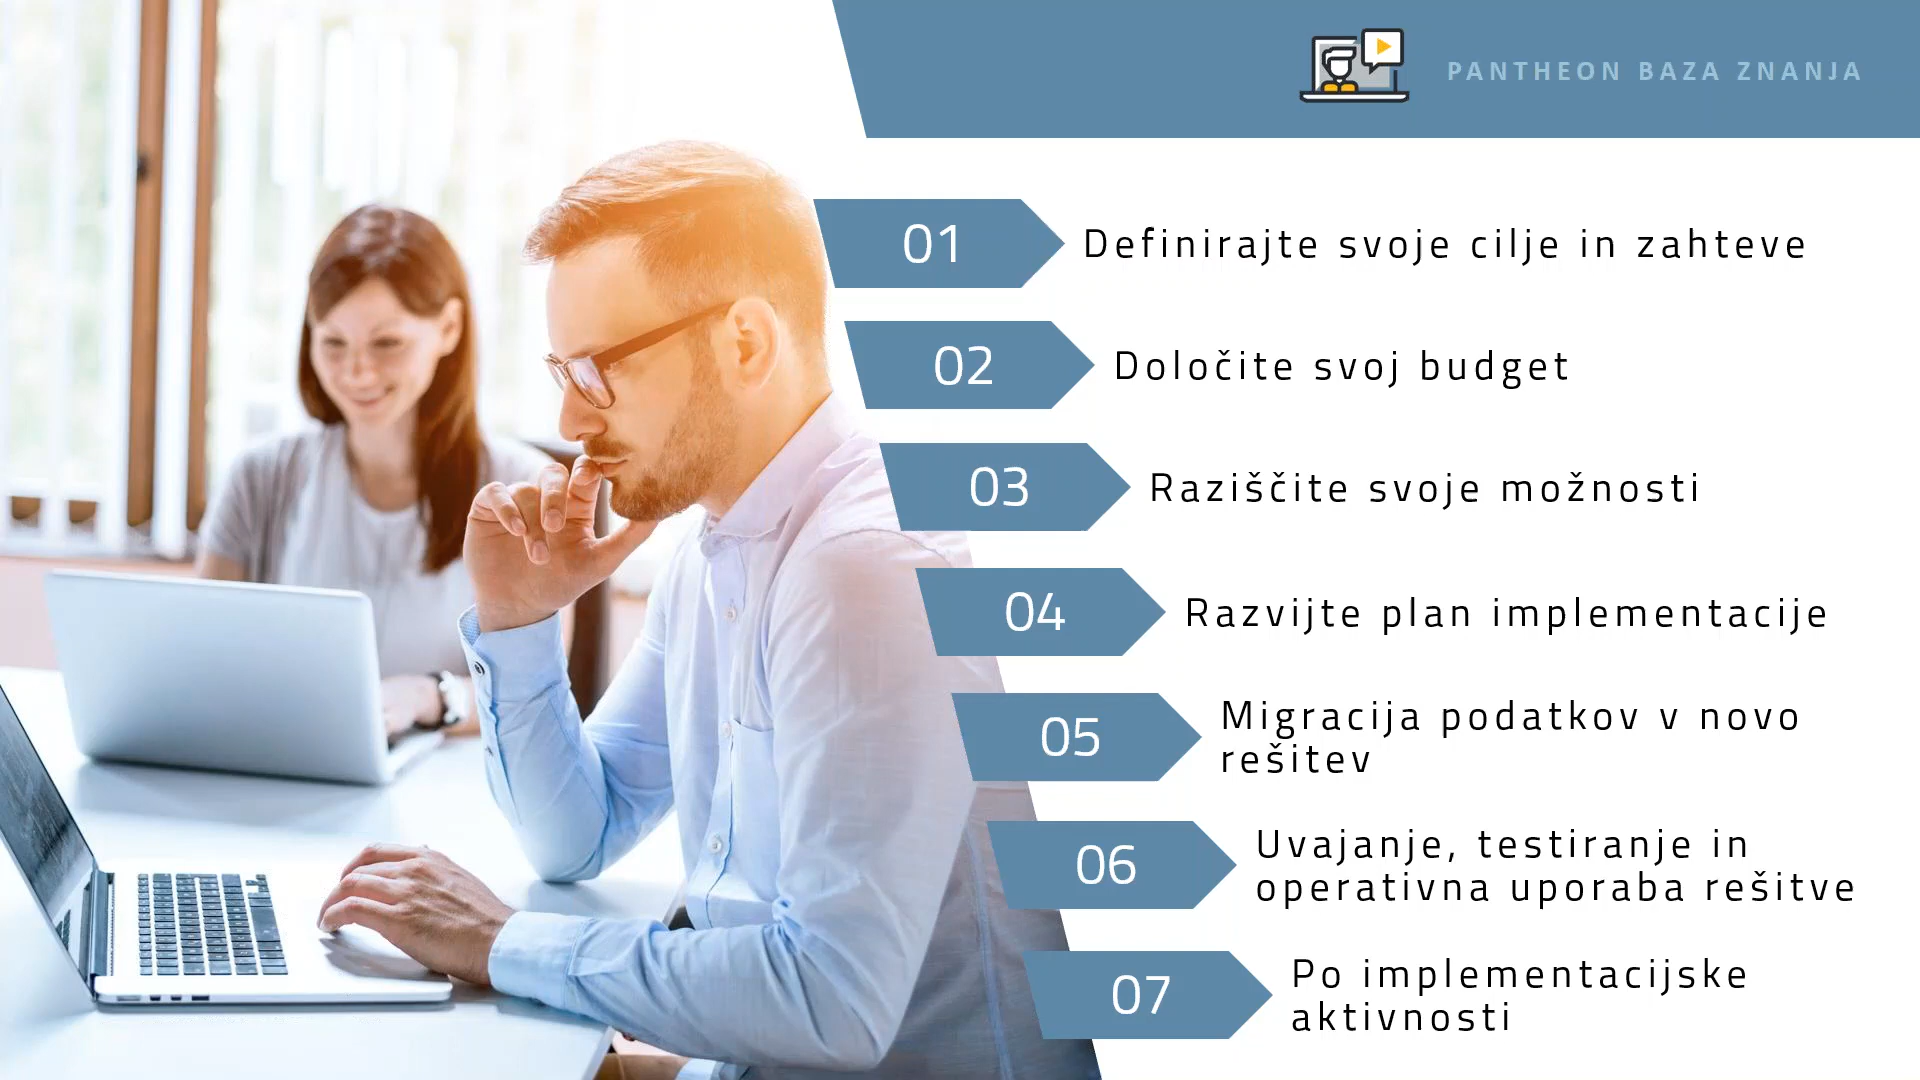 PANTHEON BAZA ZNANJA
01 Definirajte svoje cilje in zahteve
02 Določite svoj budget
03 Raziščite svoje možnosti
04 Razvijte plan implementacije
05 Migracija podatkov v novo
rešitev
06 Uvajanje, testiranje in
operativna uporaba rešitve
07 Po implementacijske
aktivnosti